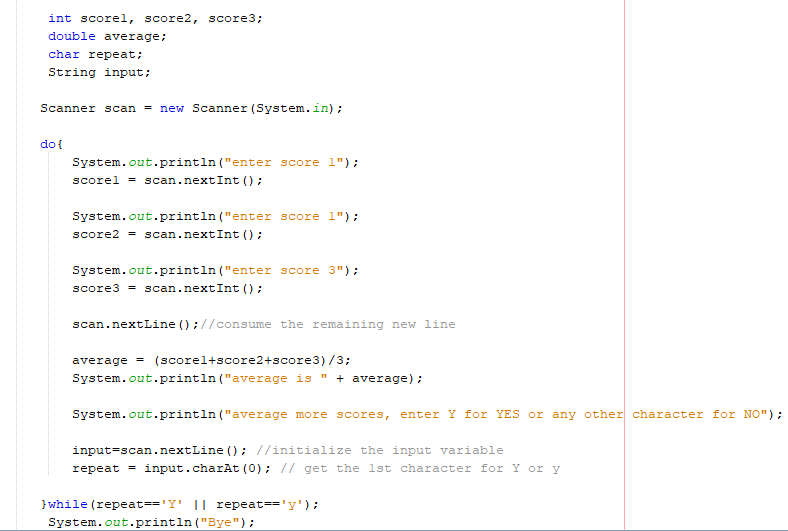 int score1, score2, score3;
double average;
char repeat;
String input;
Scanner scan = new Scanner(System.in);
do{
System.out.println("enter score 1");
score1 = scan.nextInt();
System.out.println("enter score 1");
score2 = scan.nextInt();
System.out.println("enter score 3");
score3 = scan.nextInt();
scan.nextLine();//consume the remaining new line
average = (score1+score2+score3)/3;
System.out.println("average is " + average);
System.out.println("average more scores, enter Y for YES or any other character for NO");
input=scan.nextLine(); //initialize the input variable
repeat = input.charAt(0); // get the 1st character for Y or y
}while(repeat=='Y' || repeat=='y');
System.out.println("Bye");